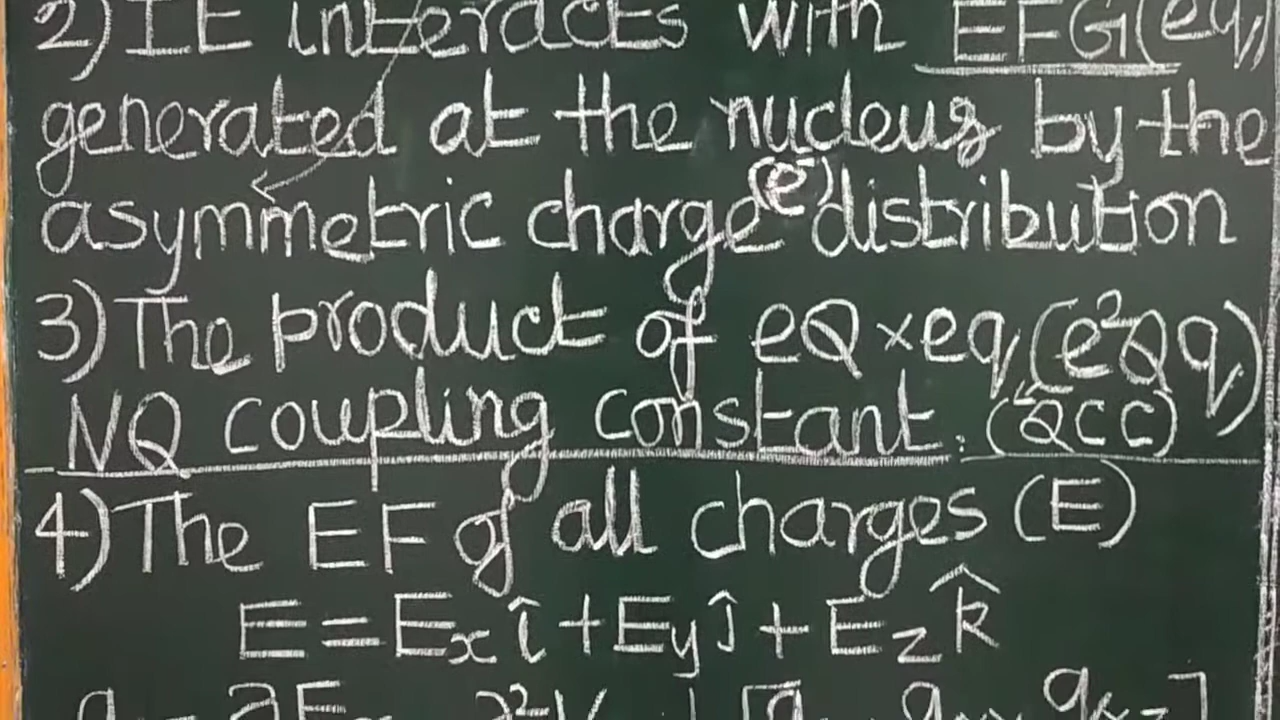 2) IE interacts with EFG(eq)
generated at the nucleus by the
asymmetric charge (e⁻) distribution
3) The product of eQ×eq (e²Qq)
NQ coupling constant. (QCC)
4) The EF of all charges (E)
E = Eₓ î + Ey ĵ + E_z k̂